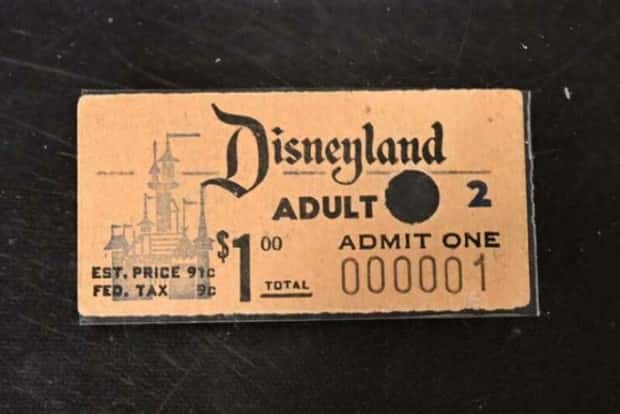 Disneyland
ADULT 2
$1 00 ADMIT ONE
EST. PRICE 91c
FED. TAX 9c TOTAL 000001